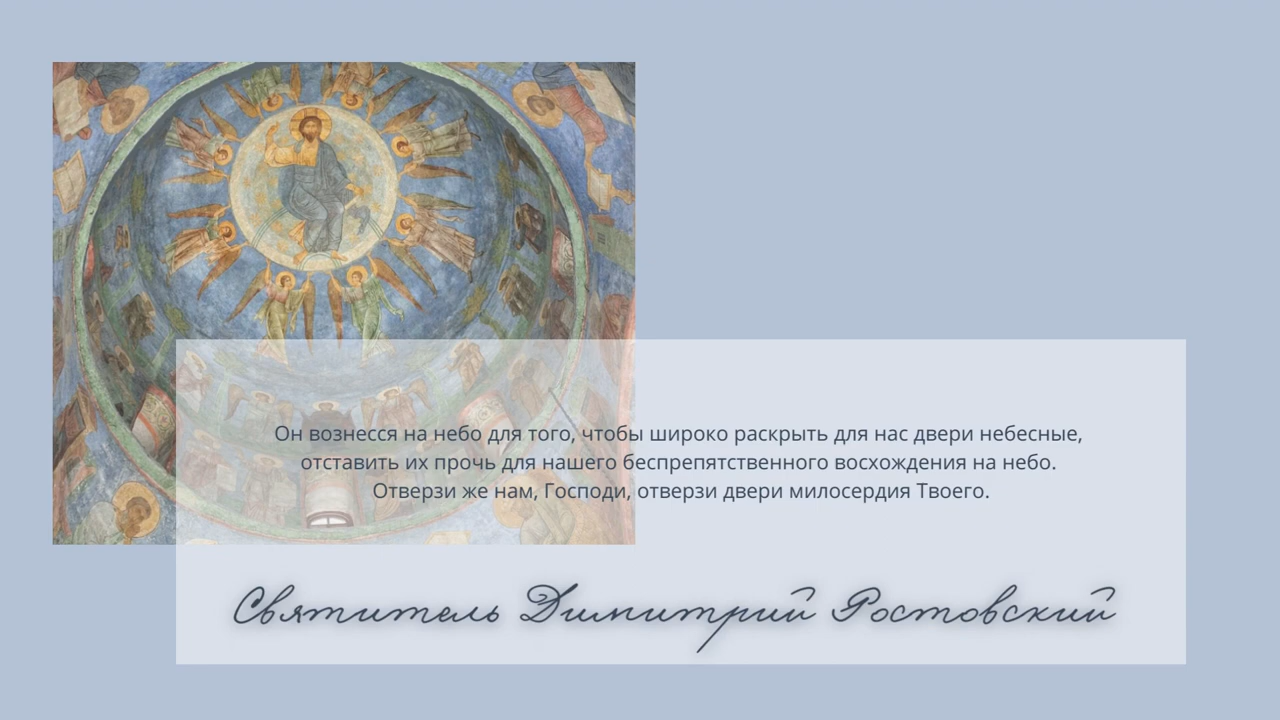 Он вознесся на небо для того, чтобы широко раскрыть для нас двери небесные,
отставить их прочь для нашего беспрепятственного восхождения на небо.
Отверзи же нам, Господи, отверзи двери милосердия Твоего.
Святитель Димитрий Ростовский